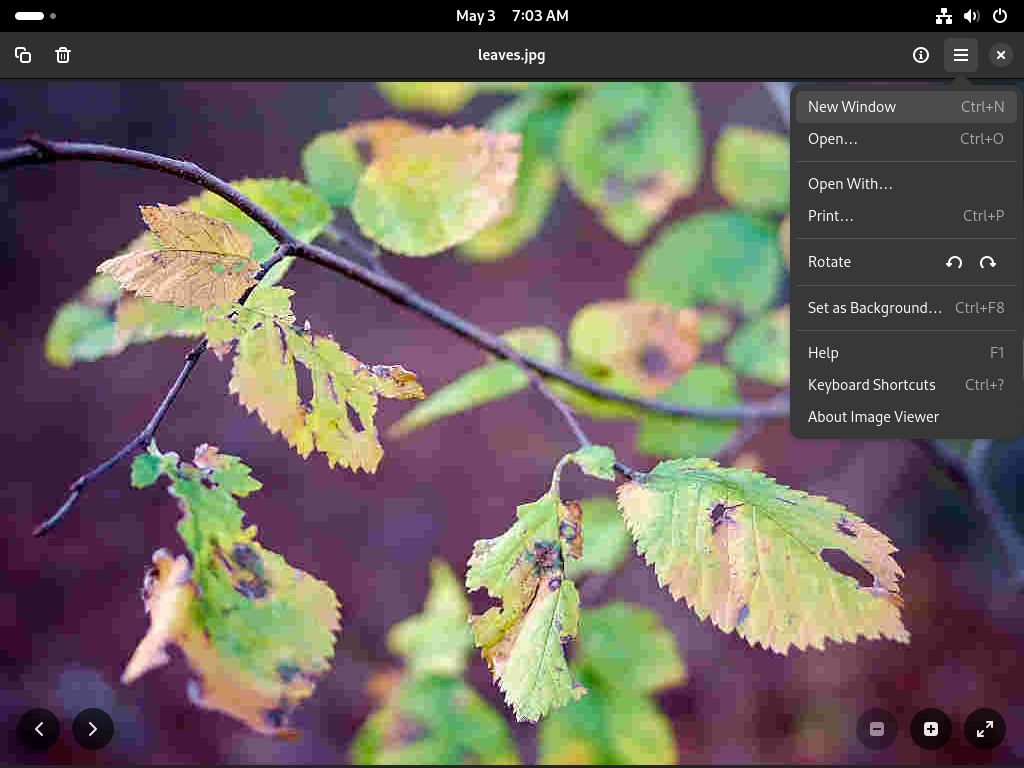 May 3 7:03 AM
leaves.jpg
New Window Ctrl+N
Open… Ctrl+O
Open With…
Print… Ctrl+P
Rotate
Set as Background… Ctrl+F8
Help F1
Keyboard Shortcuts Ctrl+?
About Image Viewer